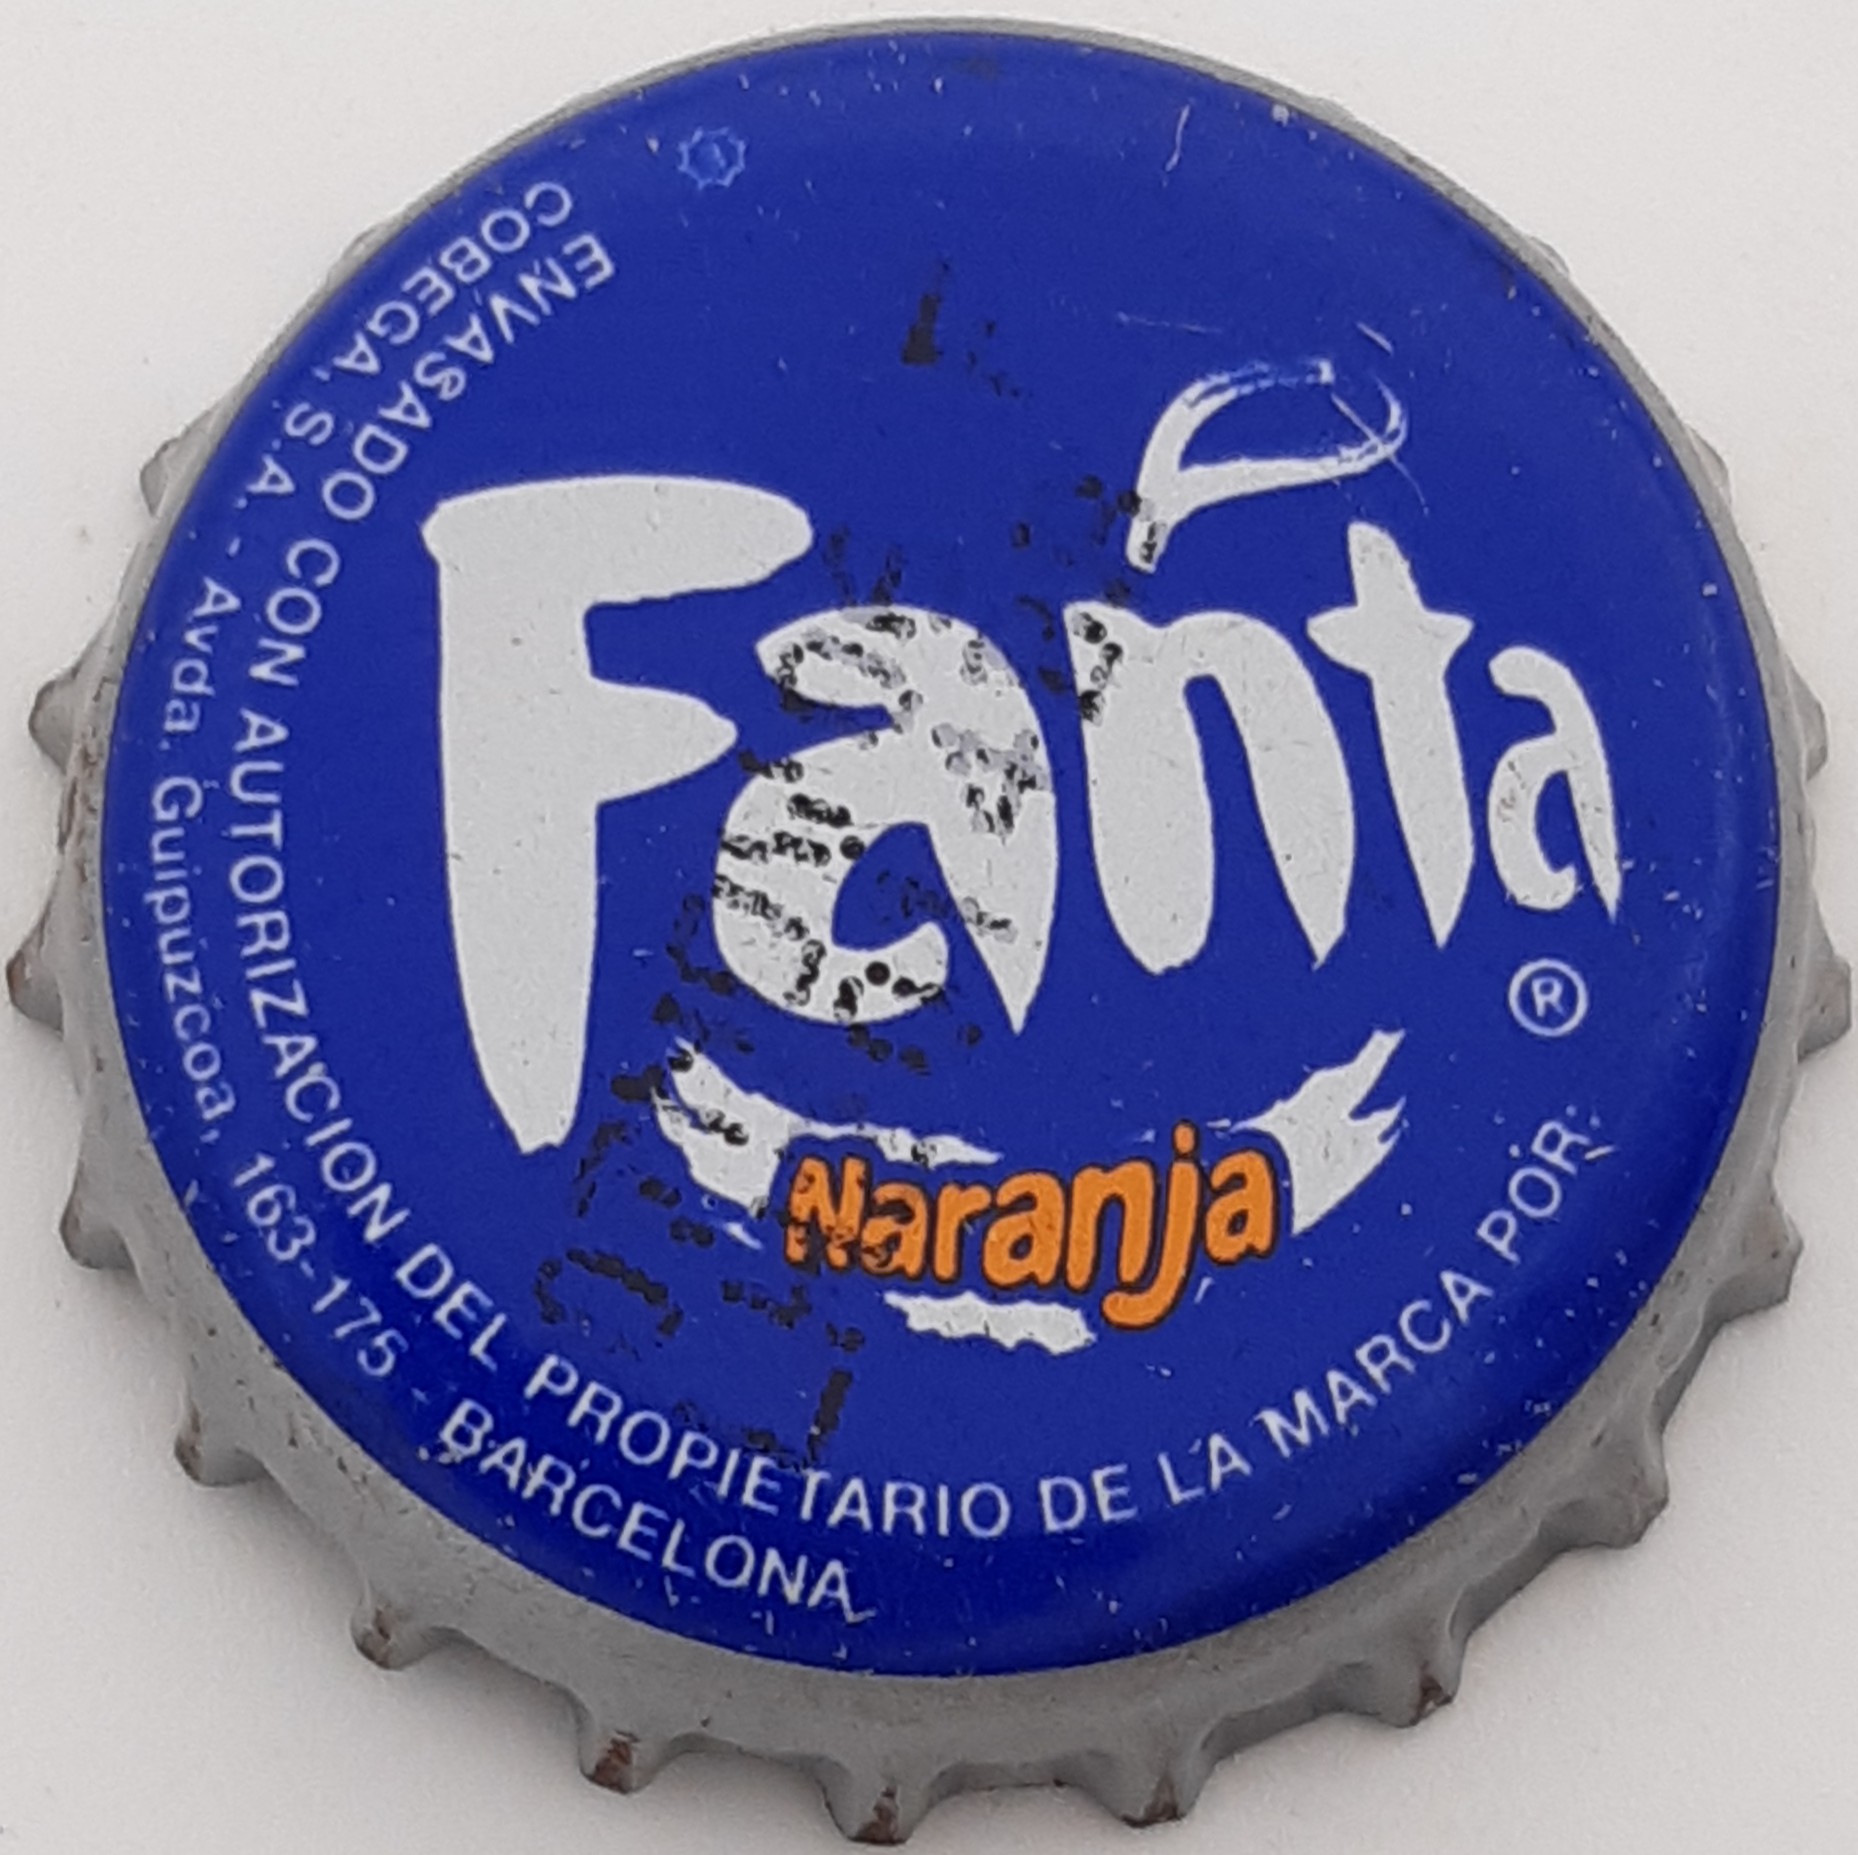 Fanta
®
Naranja
ENVASADO CON AUTORIZACION DEL PROPIETARIO DE LA MARCA POR:
COBEGA, S.A. - Avda. Guipuzcoa, 163-175 - BARCELONA